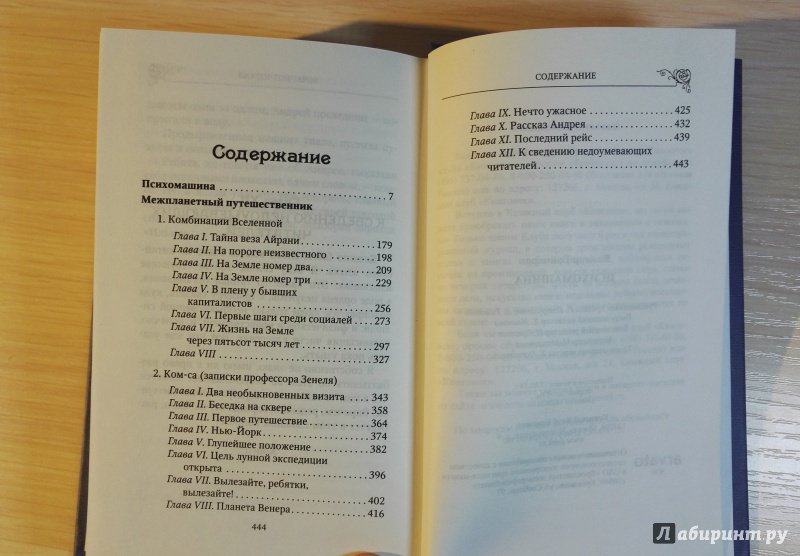 Содержание
Психомашина 7
Межпланетный путешественник
1. Комбинации Вселенной
Глава I. Тайна веза Айрани 179
Глава II. На пороге неизвестного 198
Глава III. На Земле номер два. 209
Глава IV. На Земле номер три 229
Глава V. В плену у бывших
капиталистов 256
Глава VI. Первые шаги среди социалей 273
Глава VII. Жизнь на Земле
через пятьсот тысяч лет 297
Глава VIII 327
2. Ком-са (записки профессора Зенеля)
Глава I. Два необыкновенных визита 343
Глава II. Беседка на сквере 358
Глава III. Первое путешествие 364
Глава IV. Нью-Йорк 374
Глава V. Глупейшее положение 382
Глава VI. Цель лунной экспедиции
открыта 396
Глава VII. Вылезайте, ребятки,
вылезайте! 402
Глава VIII. Планета Венера 416
444
СОДЕРЖАНИЕ
Глава IX. Нечто ужасное 425
Глава X. Рассказ Андрея 432
Глава XI. Последний рейс 439
Глава XII. К сведению недоумевающих
читателей 443
arvato
Лабиринт.ру